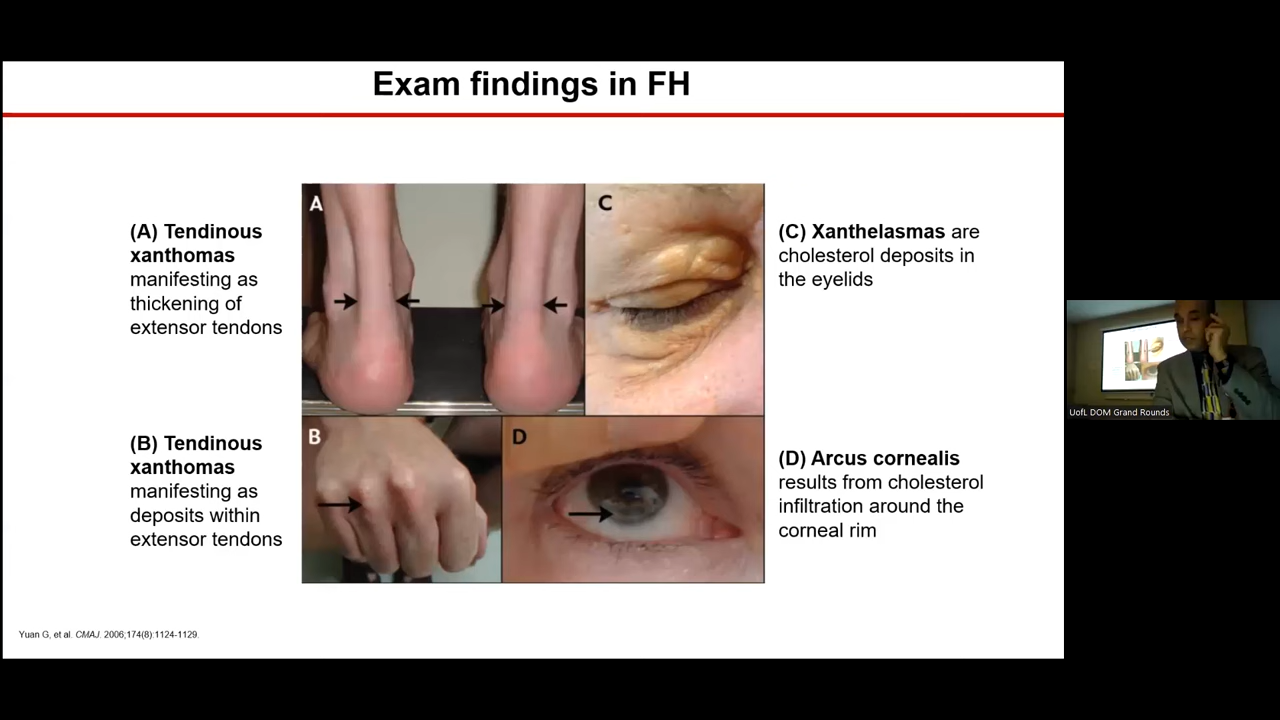 Exam findings in FH
(A) Tendinous
xanthomas
manifesting as
thickening of
extensor tendons
A
C
(C) Xanthelasmas are
cholesterol deposits in
the eyelids
(B) Tendinous
xanthomas
manifesting as
deposits within
extensor tendons
B
D
(D) Arcus cornealis
results from cholesterol
infiltration around the
corneal rim
Yuan G, et al. CMAJ. 2006;174(8):1124-1129.
UofL DOM Grand Rounds